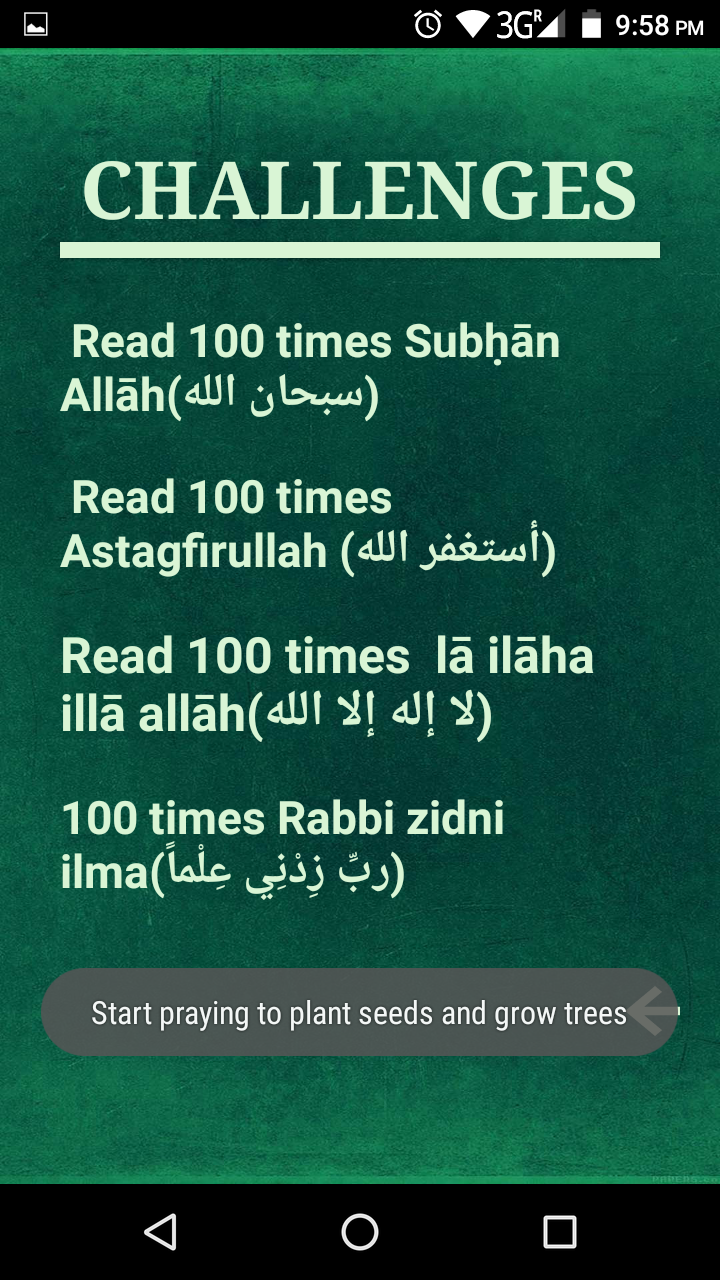 3G R 9:58 PM
CHALLENGES
Read 100 times Subḥān
Allāh(سبحان الله)
Read 100 times
Astagfirullah (أستغفر الله)
Read 100 times lā ilāha
illā allāh(لا إله إلا الله)
100 times Rabbi zidni
ilma(ربِّ زِدْنِي عِلْماً)
Start praying to plant seeds and grow trees